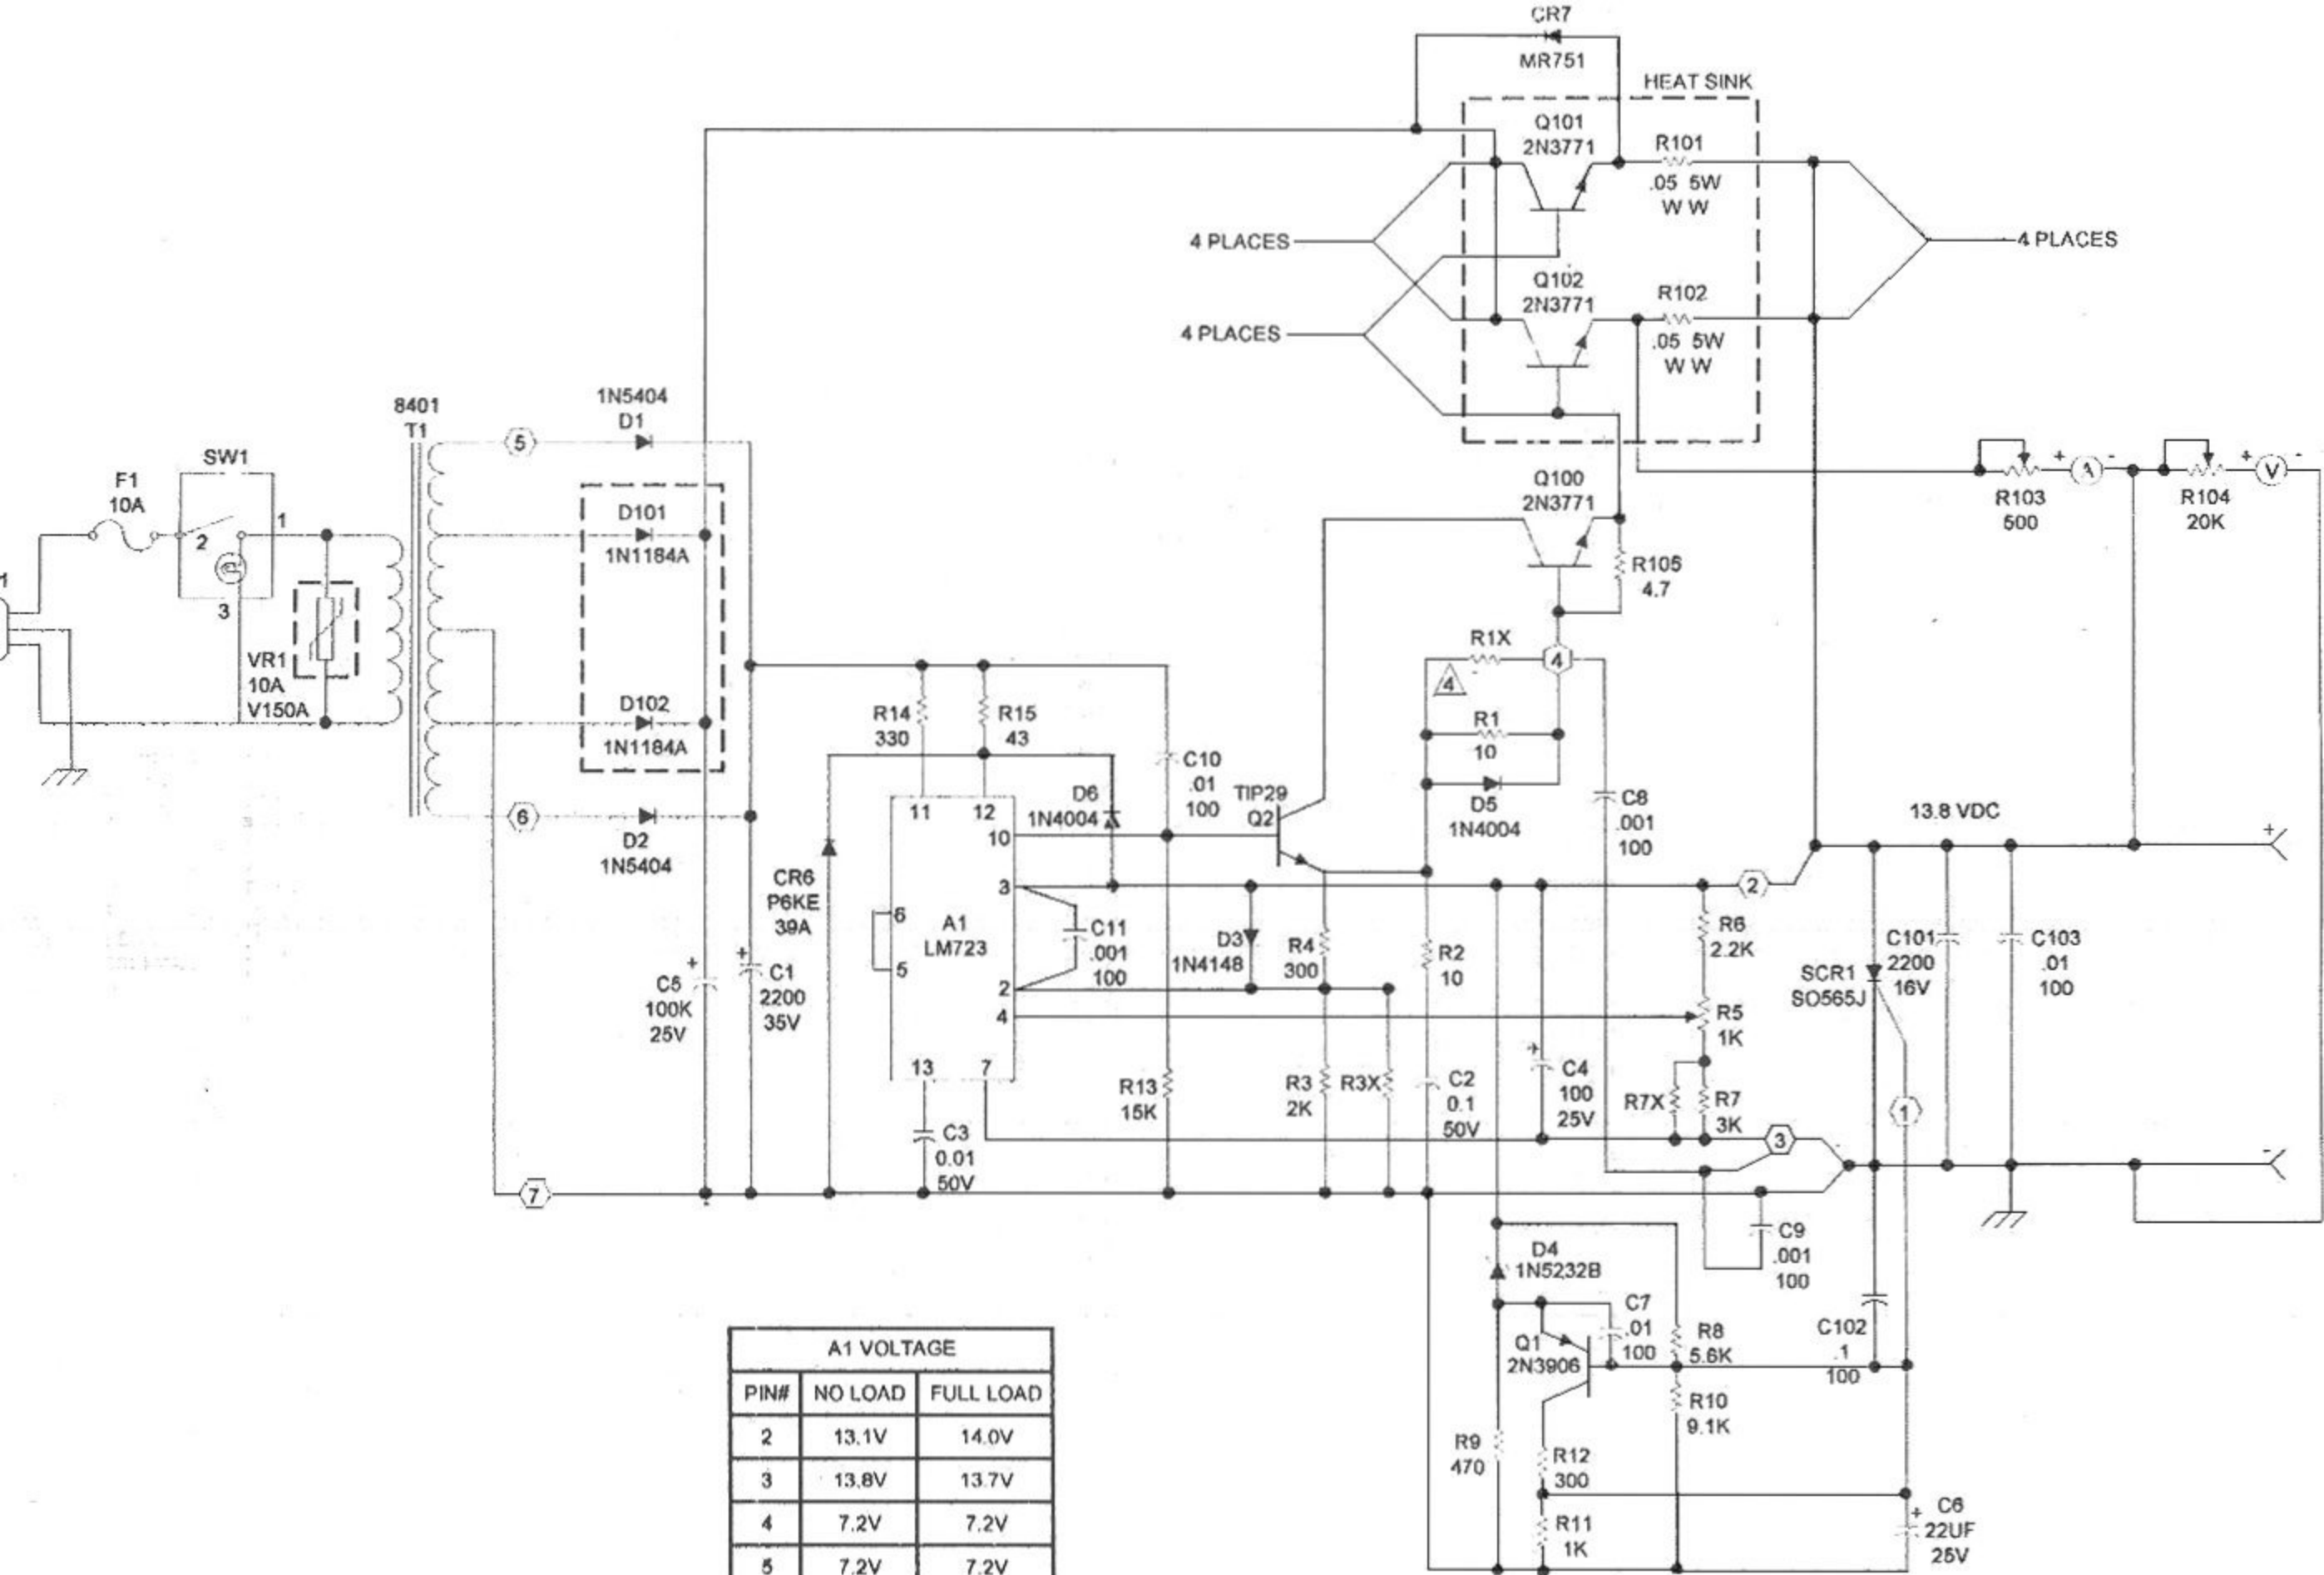 CR7
MR751
HEAT SINK
Q101
2N3771
R101
.05 5W
W W
4 PLACES
4 PLACES
Q102
2N3771
R102
.05 5W
W W
4 PLACES
8401
T1
1N5404
D1
5
F1
10A
SW1
1
2
3
1
VR1
10A
V150A
D101
1N1184A
D102
1N1184A
6
D2
1N5404
Q100
2N3771
R105
4.7
R103
500
+ A -
R104
20K
+ V -
R1X
4
4
R1
10
D5
1N4004
C8
.001
100
R14
330
R15
43
C10
.01
100
D6
1N4004
TIP29
Q2
11
12
10
3
6
5
2
4
13
7
A1
LM723
CR6
P6KE
39A
C11
.001
100
D3
1N4148
R4
300
R2
10
2
R6
2.2K
R5
1K
13.8 VDC
+
C5
100K
25V
+
C1
2200
35V
+
SCR1
SO565J
C101
2200
16V
C103
.01
100
C3
0.01
50V
R13
15K
R3
2K
R3X
C2
0.1
50V
+
C4
100
25V
R7X
R7
3K
3
1
-
7
C9
.001
100
D4
1N5232B
C7
.01
100
Q1
2N3906
R8
5.6K
C102
.1
100
R10
9.1K
R9
470
R12
300
R11
1K
+
C6
22UF
25V
A1 VOLTAGE
PIN# NO LOAD FULL LOAD
2 13.1V 14.0V
3 13.8V 13.7V
4 7.2V 7.2V
5 7.2V 7.2V